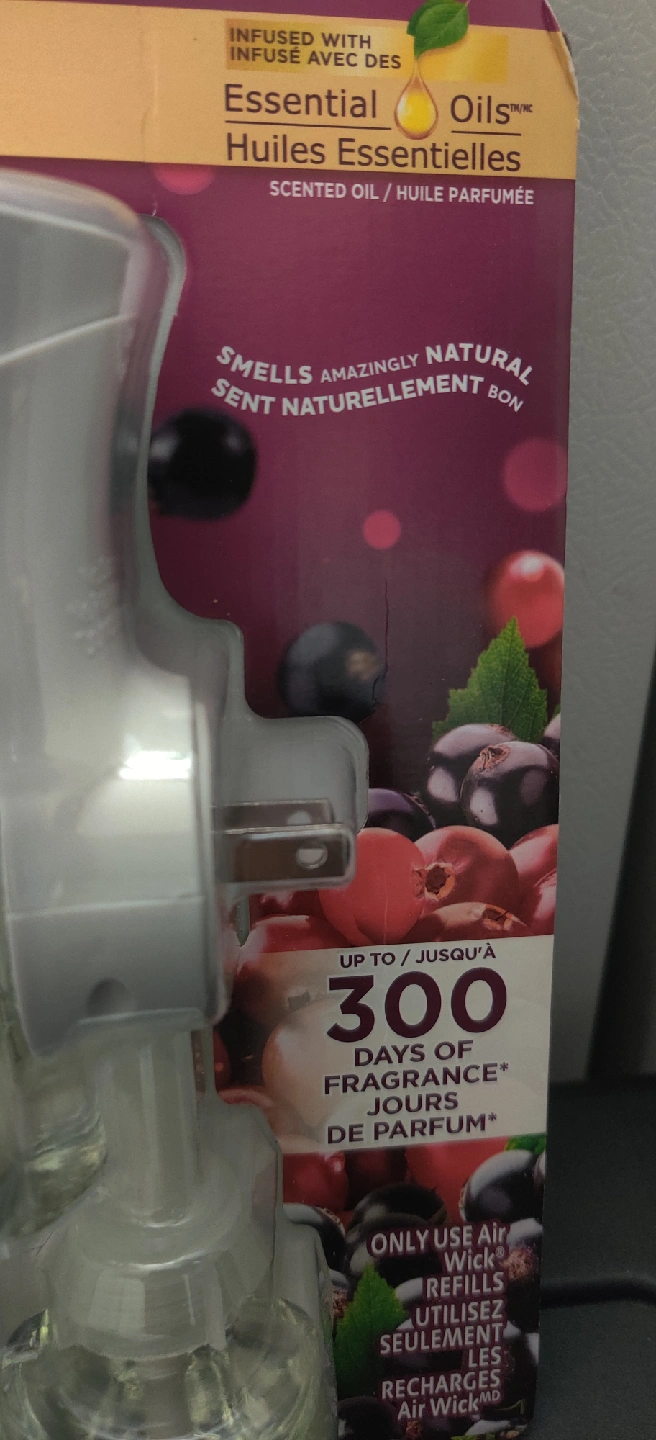 INFUSED WITH
INFUSÉ AVEC DES
Essential Oils™/MC
Huiles Essentielles
SCENTED OIL / HUILE PARFUMÉE
SMELLS AMAZINGLY NATURAL
SENT NATURELLEMENT BON
UP TO / JUSQU'À
300
DAYS OF
FRAGRANCE*
JOURS
DE PARFUM*
ONLY USE Air
Wick®
REFILLS
UTILISEZ
SEULEMENT
LES
RECHARGES
Air WickMD